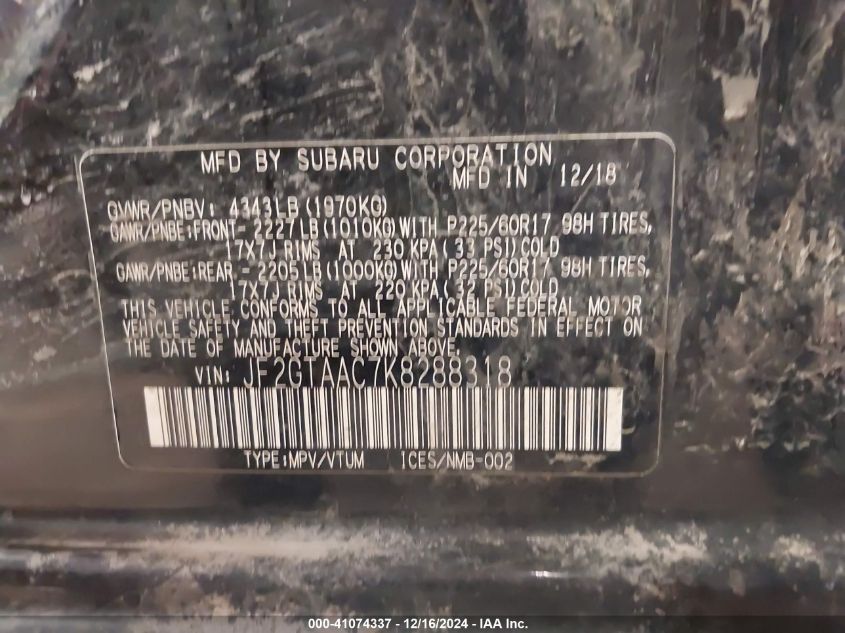 MFD BY SUBARU CORPORATION
MFD IN 12/18
GVWR/PNBV: 4343LB(1970KG)
GAWR/PNBE:FRONT- 2227LB(1010KG)WITH P225/60R17 98H TIRES,
17X7J RIMS AT 230 KPA(33 PSI)COLD
GAWR/PNBE:REAR - 2205LB(1000KG)WITH P225/60R17 98H TIRES,
17X7J RIMS AT 220 KPA(32 PSI)COLD
THIS VEHICLE CONFORMS TO ALL APPLICABLE FEDERAL MOTOR
VEHICLE SAFETY AND THEFT PREVENTION STANDARDS IN EFFECT ON
THE DATE OF MANUFACTURE SHOWN ABOVE.
VIN: JF2GTAAC7K8288318
TYPE:MPV/VTUM ICES/NMB-002
000-41074337 - 12/16/2024 - IAA Inc.